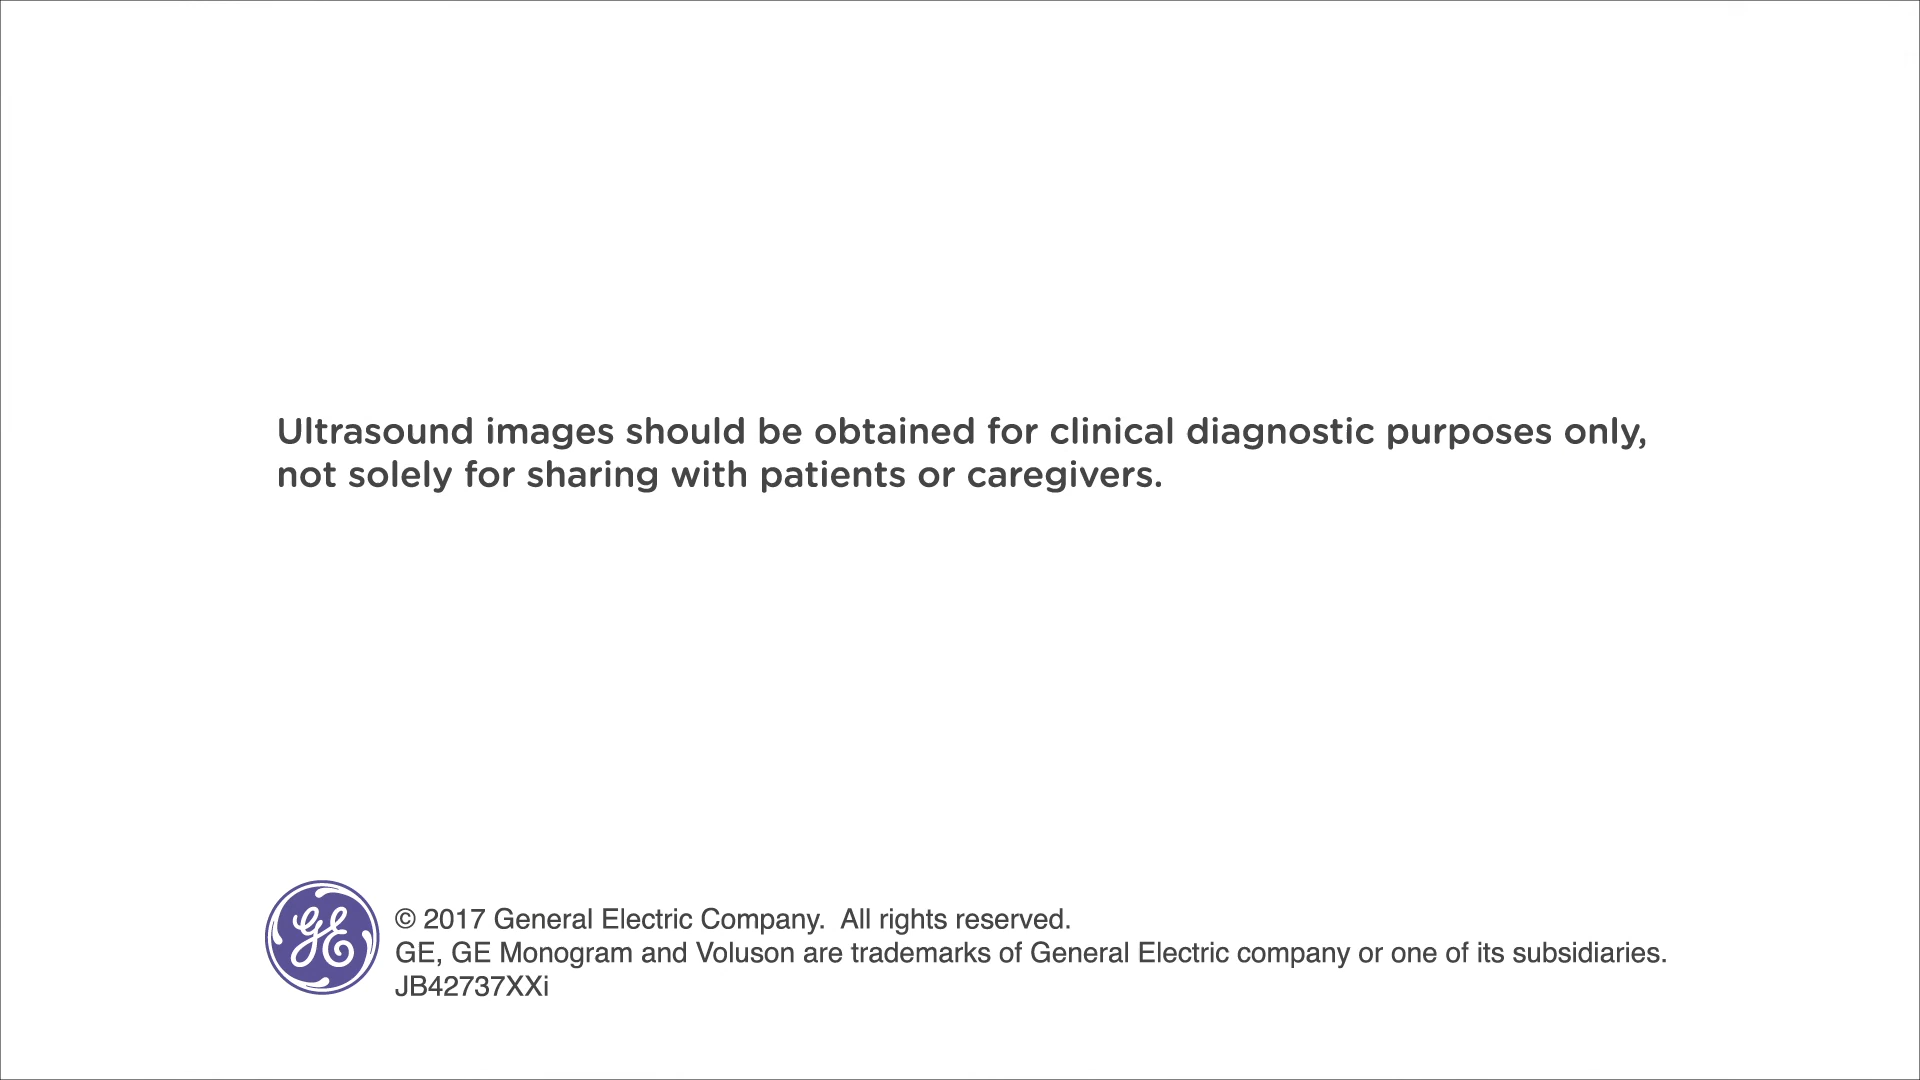 Ultrasound images should be obtained for clinical diagnostic purposes only,
not solely for sharing with patients or caregivers.
GE
© 2017 General Electric Company.  All rights reserved.
GE, GE Monogram and Voluson are trademarks of General Electric company or one of its subsidiaries.
JB42737XXi